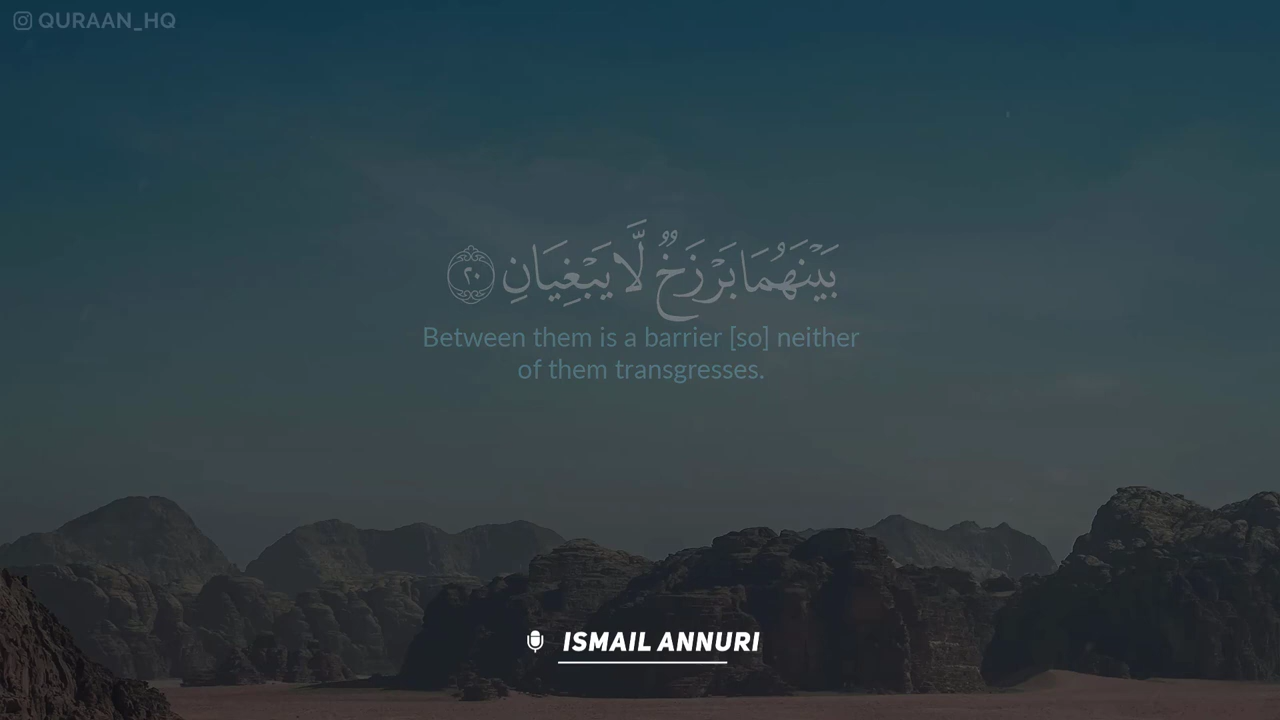 QURAAN_HQ
بَيْنَهُمَا بَرْزَخٌ لَّا يَبْغِيَانِ ٢٠
Between them is a barrier [so] neither
of them transgresses.
ISMAIL ANNURI